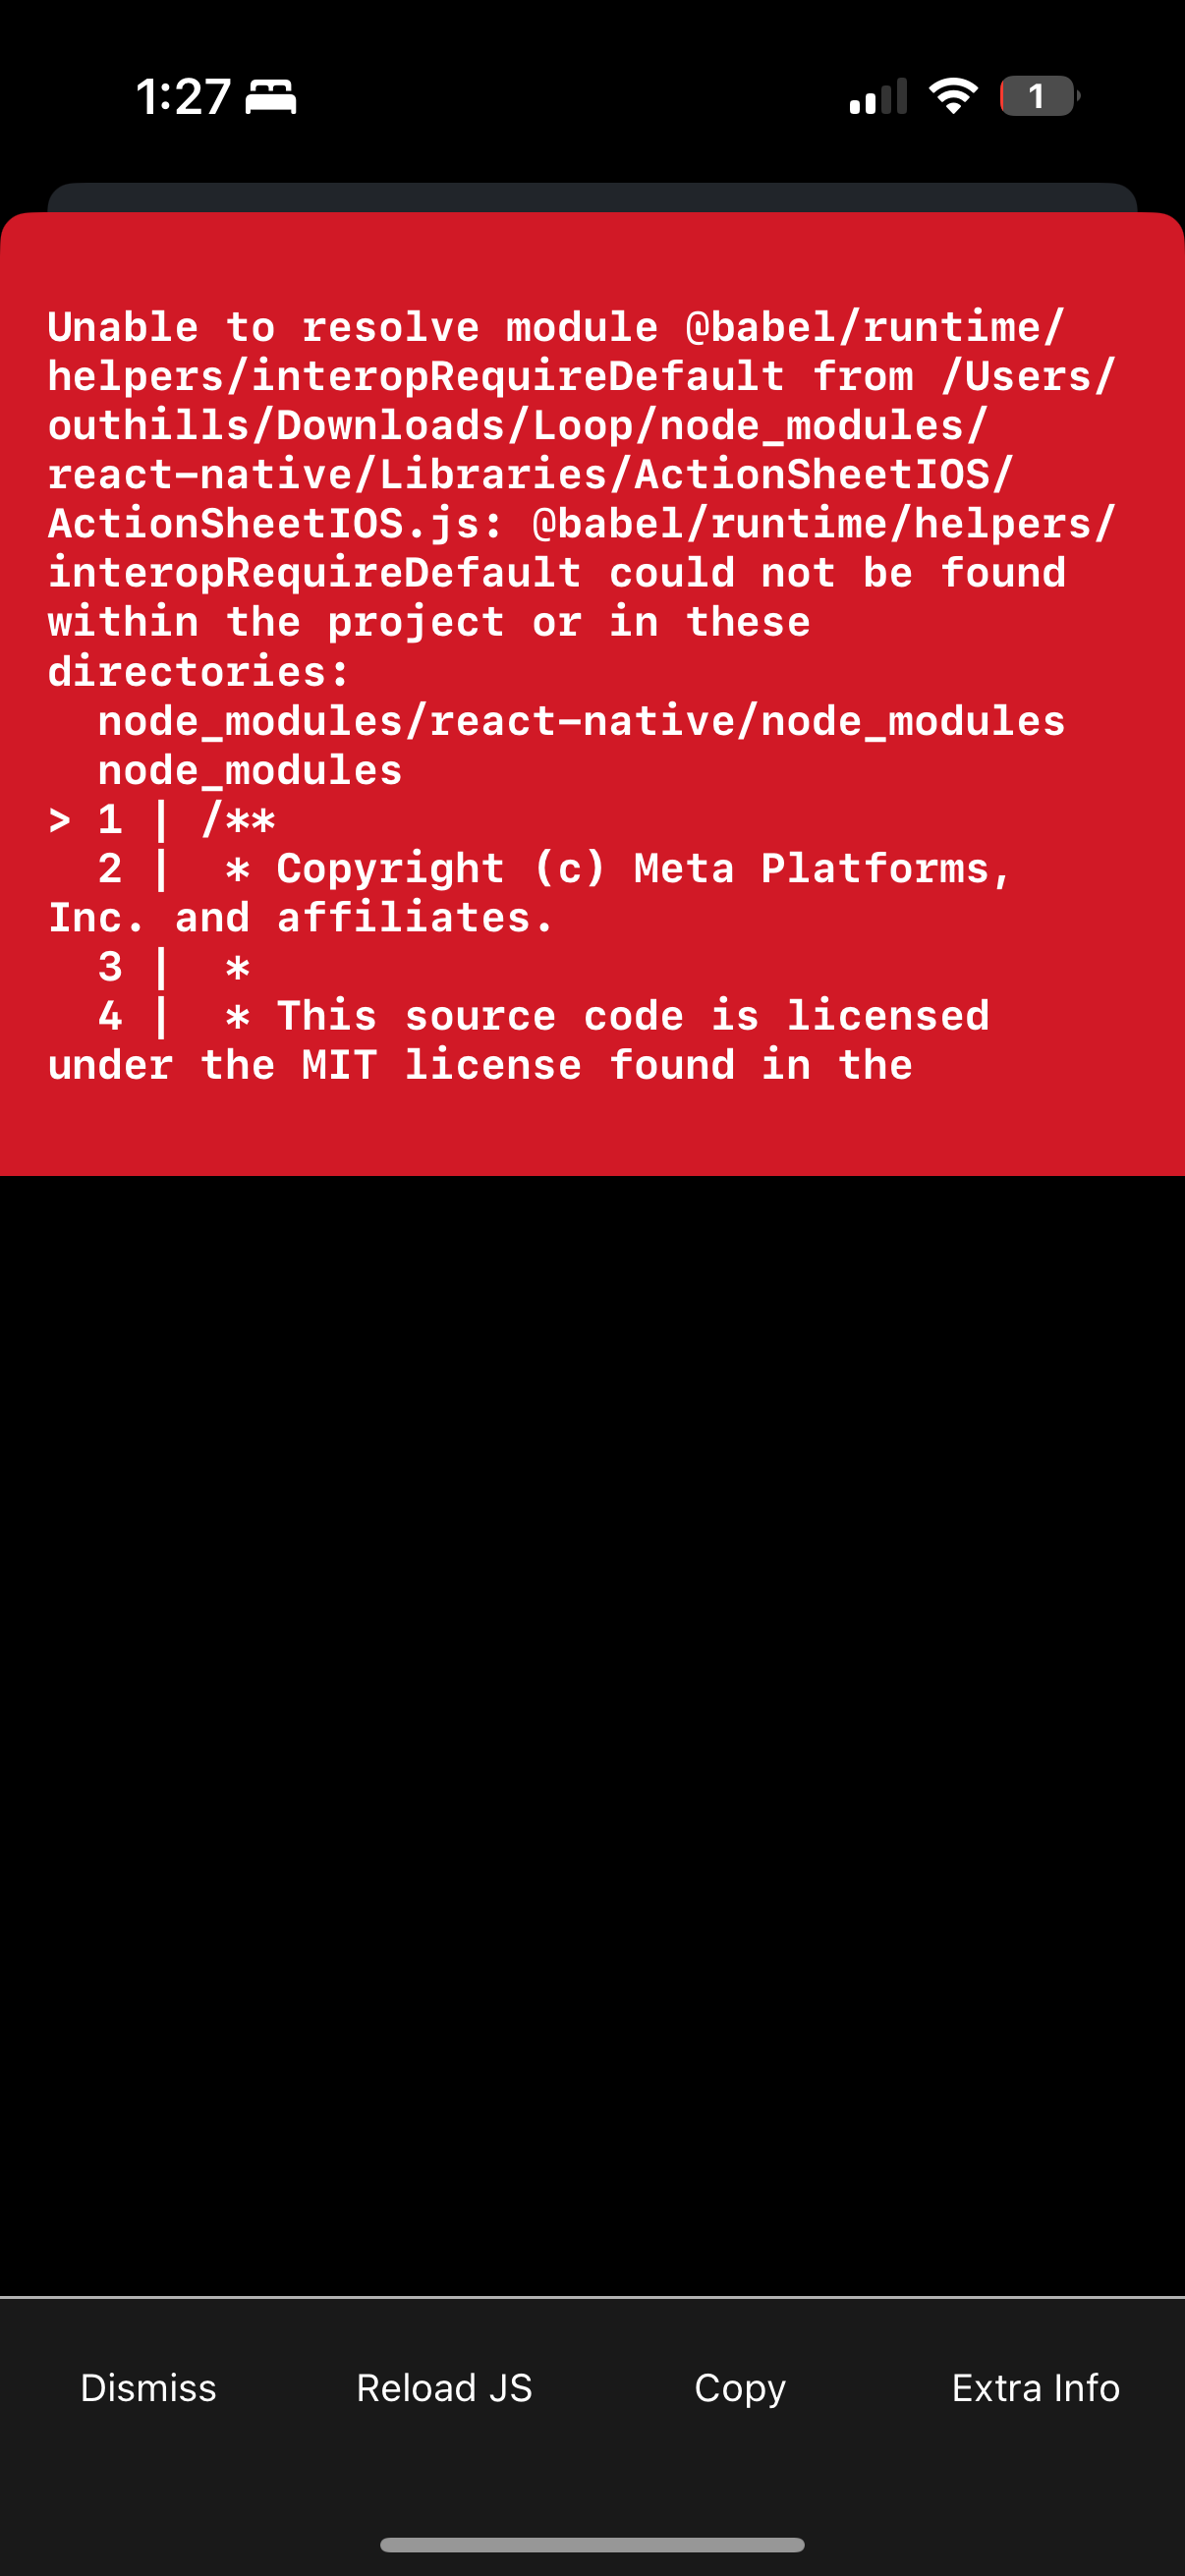 1:27
1
Unable to resolve module @babel/runtime/
helpers/interopRequireDefault from /Users/
outhills/Downloads/Loop/node_modules/
react-native/Libraries/ActionSheetIOS/
ActionSheetIOS.js: @babel/runtime/helpers/
interopRequireDefault could not be found
within the project or in these
directories:
  node_modules/react-native/node_modules
  node_modules
> 1 | /**
  2 |  * Copyright (c) Meta Platforms,
Inc. and affiliates.
  3 |  *
  4 |  * This source code is licensed
under the MIT license found in the
Dismiss Reload JS Copy Extra Info